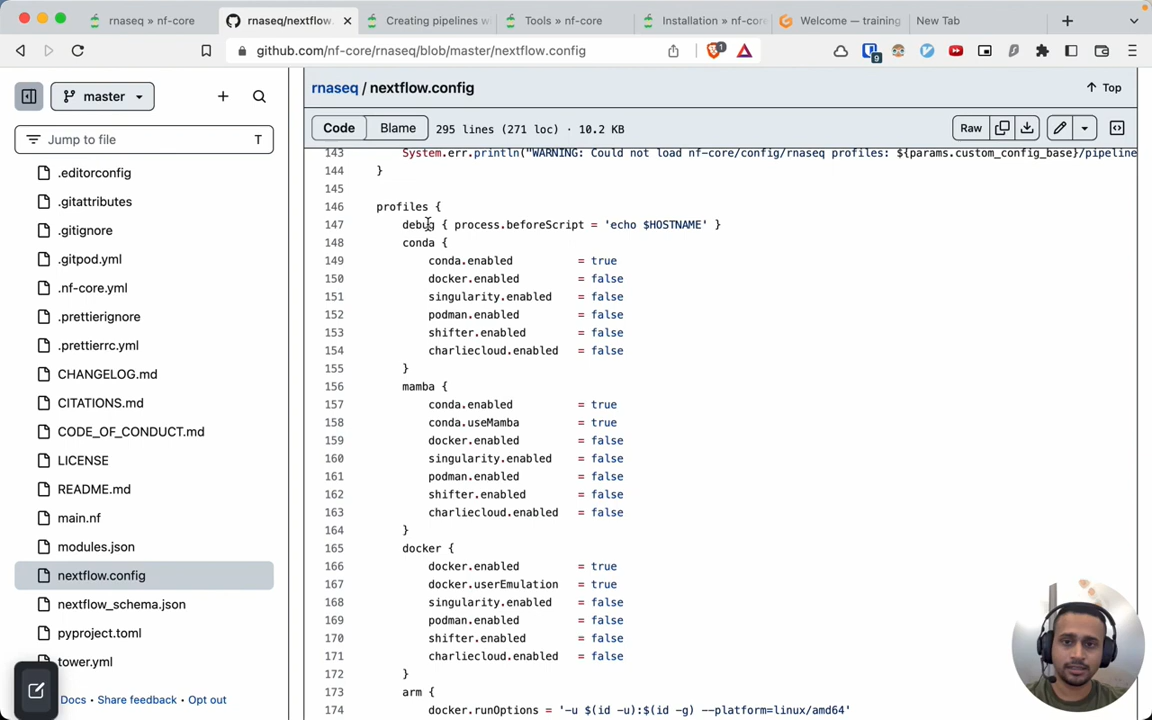 rnaseq » nf-core
rnaseq/nextflow.
Creating pipelines w
Tools » nf-core
Installation » nf-core
Welcome — training
New Tab
github.com/nf-core/rnaseq/blob/master/nextflow.config
1
9
master
Jump to file
T
.editorconfig
.gitattributes
.gitignore
.gitpod.yml
.nf-core.yml
.prettierignore
.prettierrc.yml
CHANGELOG.md
CITATIONS.md
CODE_OF_CONDUCT.md
LICENSE
README.md
main.nf
modules.json
nextflow.config
nextflow_schema.json
pyproject.toml
tower.yml
Docs · Share feedback · Opt out
rnaseq / nextflow.config
Top
Code
Blame
295 lines (271 loc) · 10.2 KB
Raw
143 System.err.println("WARNING: Could not load nf-core/config/rnaseq profiles: ${params.custom_config_base}/pipeline
144 }
145
146 profiles {
147 debug { process.beforeScript = 'echo $HOSTNAME' }
148 conda {
149 conda.enabled = true
150 docker.enabled = false
151 singularity.enabled = false
152 podman.enabled = false
153 shifter.enabled = false
154 charliecloud.enabled = false
155 }
156 mamba {
157 conda.enabled = true
158 conda.useMamba = true
159 docker.enabled = false
160 singularity.enabled = false
161 podman.enabled = false
162 shifter.enabled = false
163 charliecloud.enabled = false
164 }
165 docker {
166 docker.enabled = true
167 docker.userEmulation = true
168 singularity.enabled = false
169 podman.enabled = false
170 shifter.enabled = false
171 charliecloud.enabled = false
172 }
173 arm {
174 docker.runOptions = '-u $(id -u):$(id -g) --platform=linux/amd64'